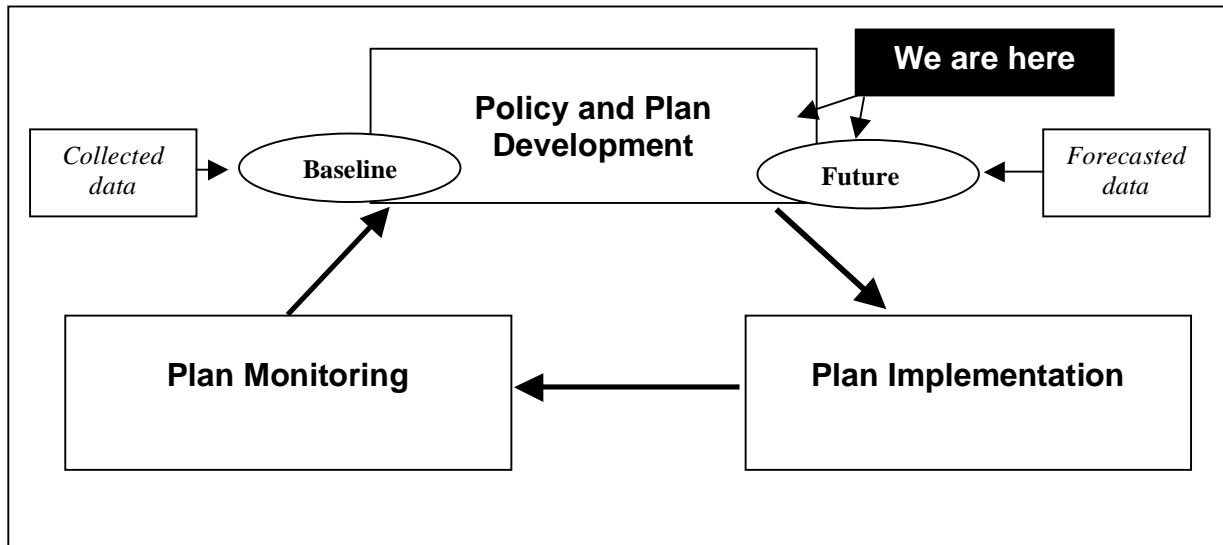 We are here
Policy and Plan
Development
Collected
data
Baseline
Future
Forecasted
data
Plan Monitoring
Plan Implementation